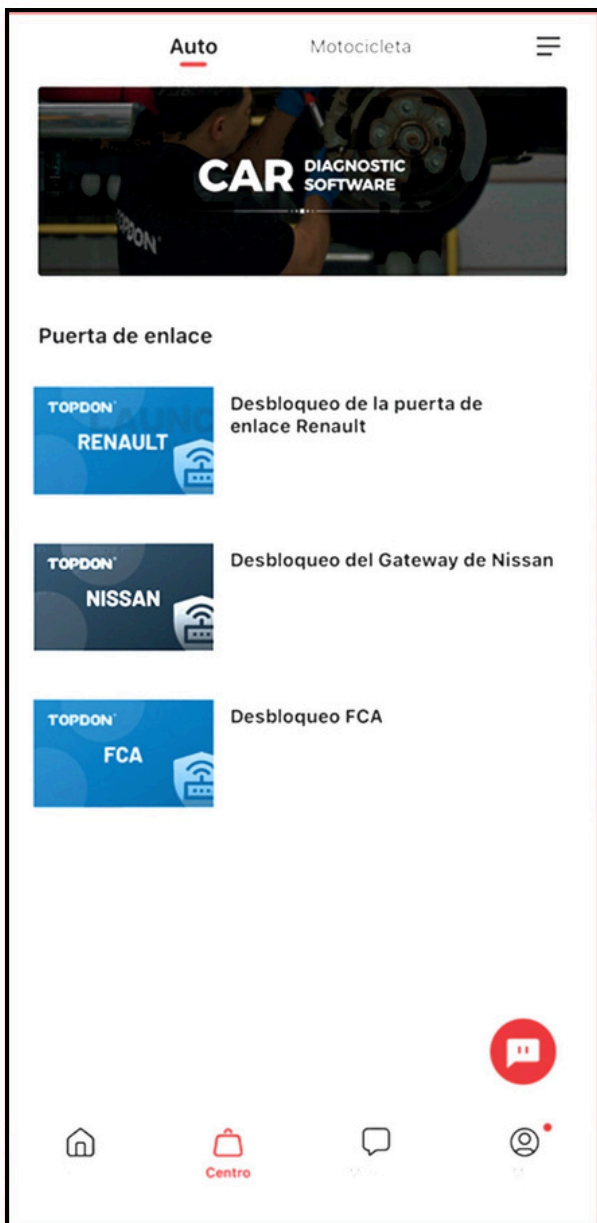 Auto
Motocicleta
CAR DIAGNOSTIC
SOFTWARE
TOPDON
Puerta de enlace
TOPDON
RENAULT
Desbloqueo de la puerta de
enlace Renault
TOPDON
NISSAN
Desbloqueo del Gateway de Nissan
TOPDON
FCA
Desbloqueo FCA
Centro